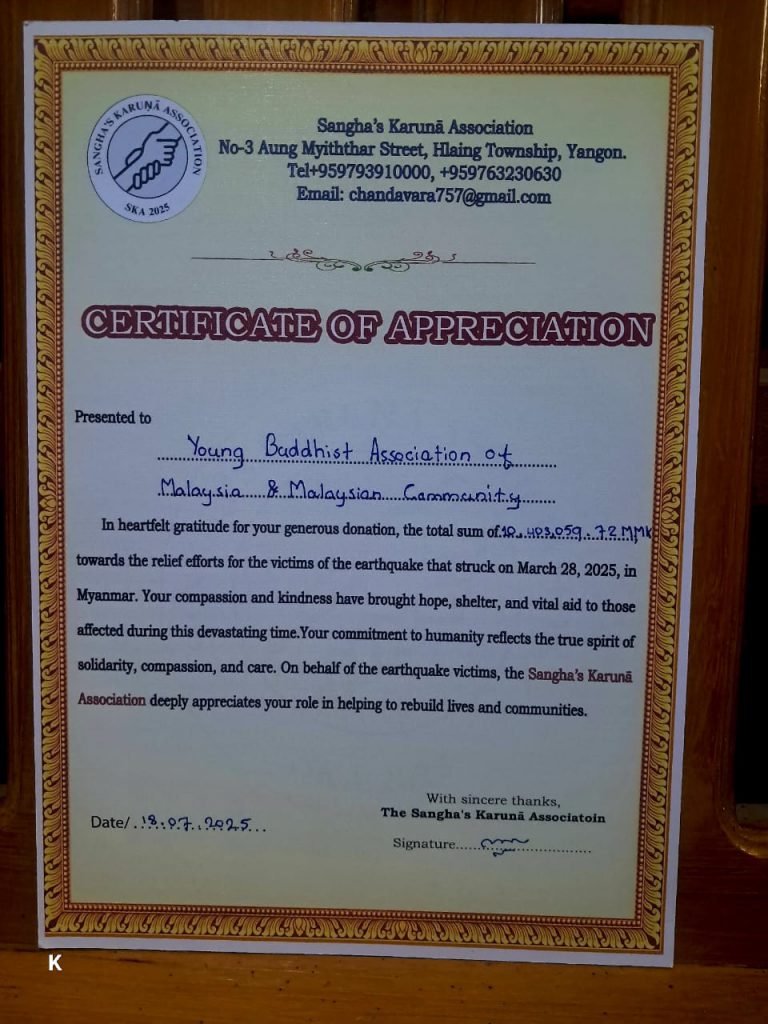 SANGHA'S KARUṆĀ ASSOCIATION
SKA 2025
Sangha's Karunā Association
No-3 Aung Myiththar Street, Hlaing Township, Yangon.
Tel+959793910000, +959763230630
Email: chandavara757@gmail.com
CERTIFICATE OF APPRECIATION
Presented to
Young Buddhist Association of
Malaysia & Malaysian Community
In heartfelt gratitude for your generous donation, the total sum of 10,403,059.72 MMK
towards the relief efforts for the victims of the earthquake that struck on March 28, 2025, in
Myanmar. Your compassion and kindness have brought hope, shelter, and vital aid to those
affected during this devastating time.Your commitment to humanity reflects the true spirit of
solidarity, compassion, and care. On behalf of the earthquake victims, the Sangha's Karunā
Association deeply appreciates your role in helping to rebuild lives and communities.
With sincere thanks,
The Sangha's Karunā Associatoin
Date/ 18.07.2025
Signature
K